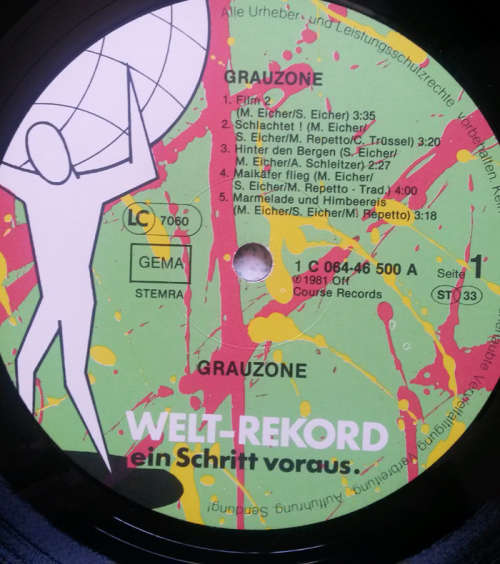 Alle Urheber- und Leistungsschutzrechte vorbehalten
GRAUZONE
1. Film 2
(M. Eicher/S. Eicher) 3:35
2. Schlachtet ! (M. Eicher/
S. Eicher/M. Repetto/C. Trüssel) 3:20
3. Hinter den Bergen (S. Eicher/
M. Eicher/A. Schleitzer) 2:27
4. Maikäfer flieg (M. Eicher/
S. Eicher/M. Repetto - Trad.) 4:00
5. Marmelade und Himbeereis
(M. Eicher/S. Eicher/M. Repetto) 3:18
LC 7060
GEMA
STEMRA
1 C 064-46 500 A
℗1981 Off
Course Records
Seite 1
ST 33
GRAUZONE
WELT-REKORD
ein Schritt voraus.
Vervielfältigung, Verbreitung, Aufführung, Sendung!